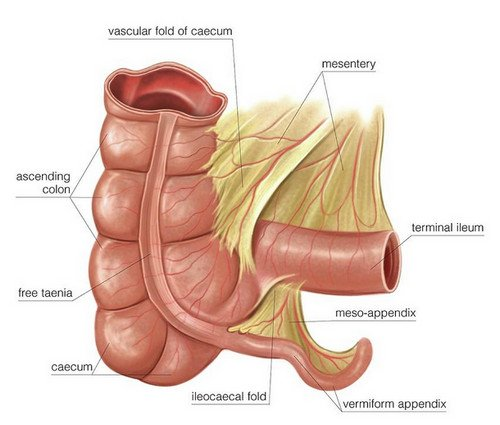 vascular fold of caecum
mesentery
ascending
colon
terminal ileum
free taenia
meso-appendix
caecum
ileocaecal fold
vermiform appendix